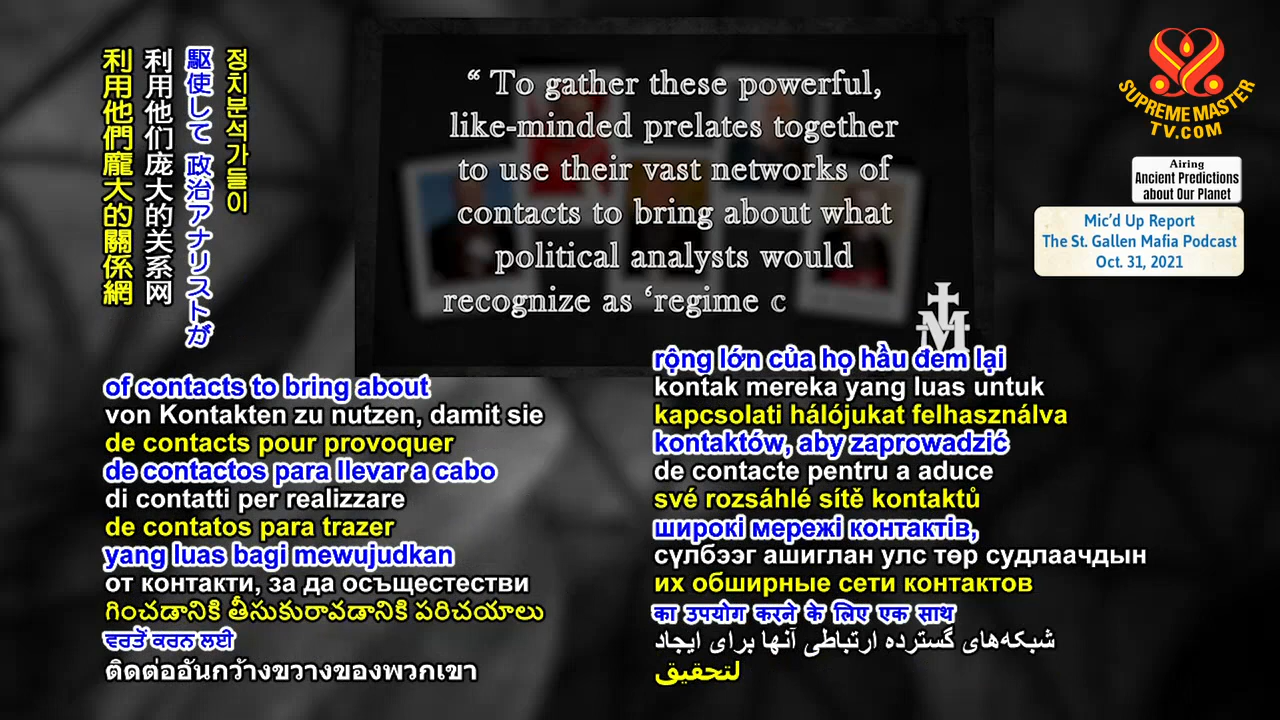 “ To gather these powerful,
like-minded prelates together
to use their vast networks of
contacts to bring about what
political analysts would
recognize as ‘regime c
M
SUPREME MASTER
TV.COM
Airing
Ancient Predictions
about Our Planet
Mic’d Up Report
The St. Gallen Mafia Podcast
Oct. 31, 2021
정치분석가들이
駆使して 政治アナリストが
利用他们庞大的关系网
利用他們龐大的關係網
of contacts to bring about
von Kontakten zu nutzen, damit sie
de contacts pour provoquer
de contactos para llevar a cabo
di contatti per realizzare
de contatos para trazer
yang luas bagi mewujudkan
от контакти, за да осъществи
గించడానికి తీసుకురావడానికి పరిచయాలు
ਵਰਤੋਂ ਕਰਨ ਲਈ
ติดต่ออันกว้างขวางของพวกเขา
rộng lớn của họ hầu đem lại
kontak mereka yang luas untuk
kapcsolati hálójukat felhasználva
kontaktów, aby zaprowadzić
de contacte pentru a aduce
své rozsáhlé sítě kontaktů
широкі мережі контактів,
сүлбээг ашиглан улс төр судлаачдын
их обширные сети контактов
का उपयोग करने के लिए एक साथ
شبکه‌های گسترده ارتباطی آنها برای ایجاد
لتحقيق